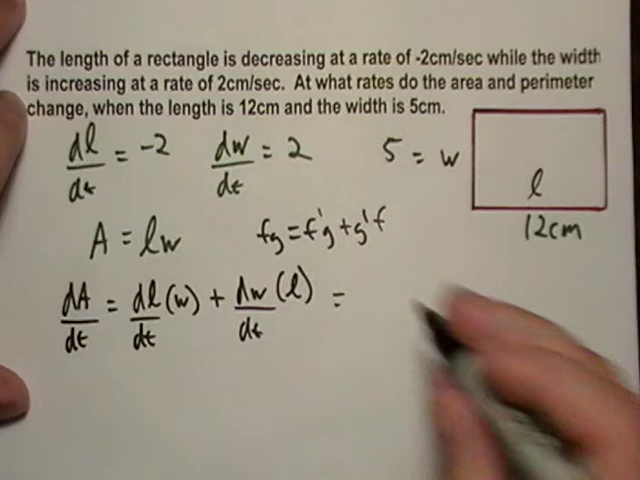 The length of a rectangle is decreasing at a rate of -2cm/sec while the width
is increasing at a rate of 2cm/sec. At what rates do the area and perimeter
change, when the length is 12cm and the width is 5cm.
dl/dt = -2 dw/dt = 2 5 = w l
12cm
A = lw fg = f'g + g'f
dA/dt = dl/dt (w) + dw/dt (l) =